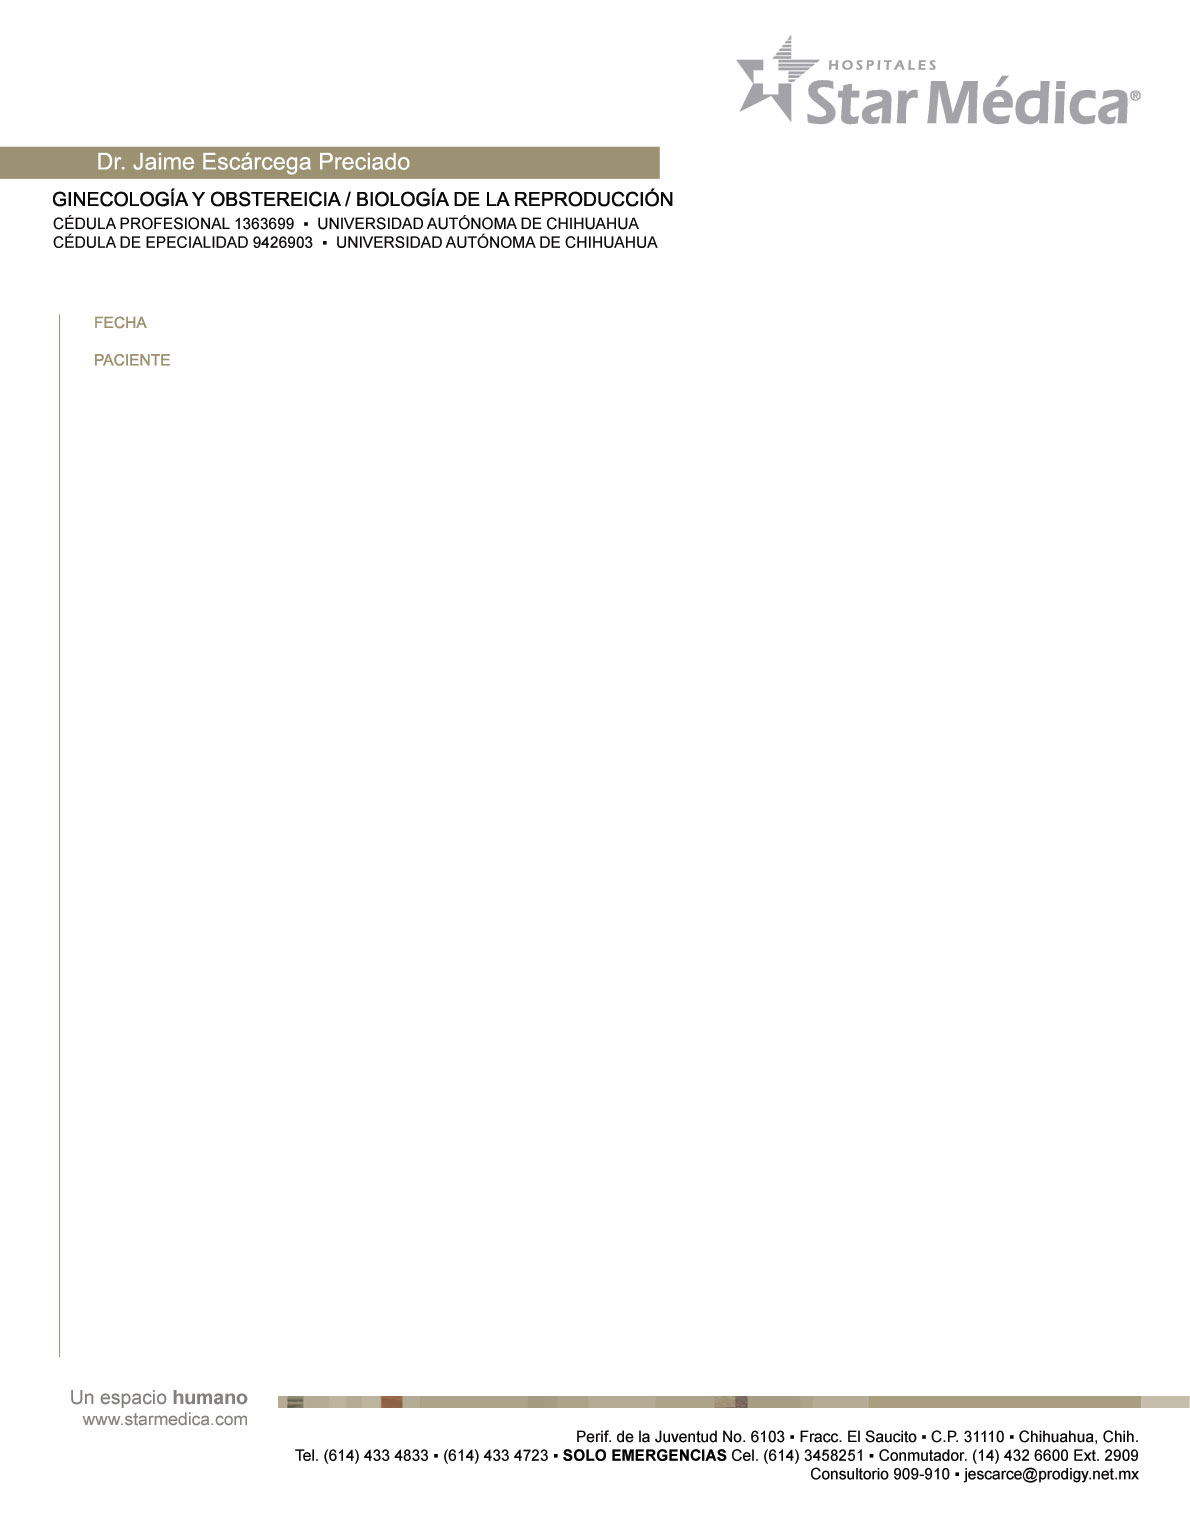 HOSPITALES
Star Médica®
Dr. Jaime Escárcega Preciado
GINECOLOGÍA Y OBSTEREICIA / BIOLOGÍA DE LA REPRODUCCIÓN
CÉDULA PROFESIONAL 1363699 ▪ UNIVERSIDAD AUTÓNOMA DE CHIHUAHUA
CÉDULA DE EPECIALIDAD 9426903 ▪ UNIVERSIDAD AUTÓNOMA DE CHIHUAHUA
FECHA
PACIENTE
Un espacio humano
www.starmedica.com
Perif. de la Juventud No. 6103 ▪ Fracc. El Saucito ▪ C.P. 31110 ▪ Chihuahua, Chih.
Tel. (614) 433 4833 ▪ (614) 433 4723 ▪ SOLO EMERGENCIAS Cel. (614) 3458251 ▪ Conmutador. (14) 432 6600 Ext. 2909
Consultorio 909-910 ▪ jescarce@prodigy.net.mx